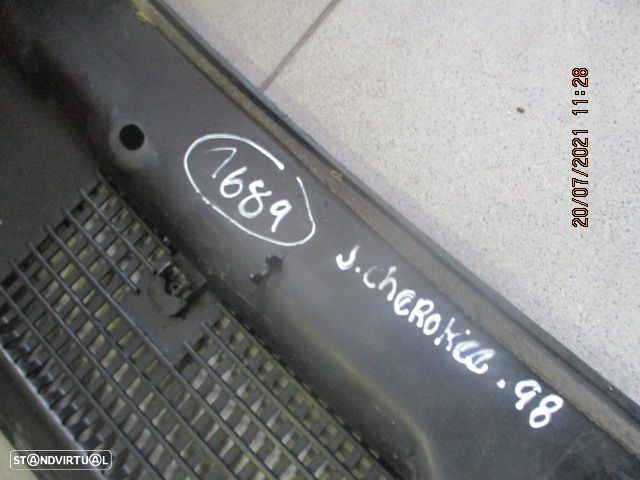 1689
J. CHEROKEE. 98
20/07/2021 11:28
STANDVIRTUAL